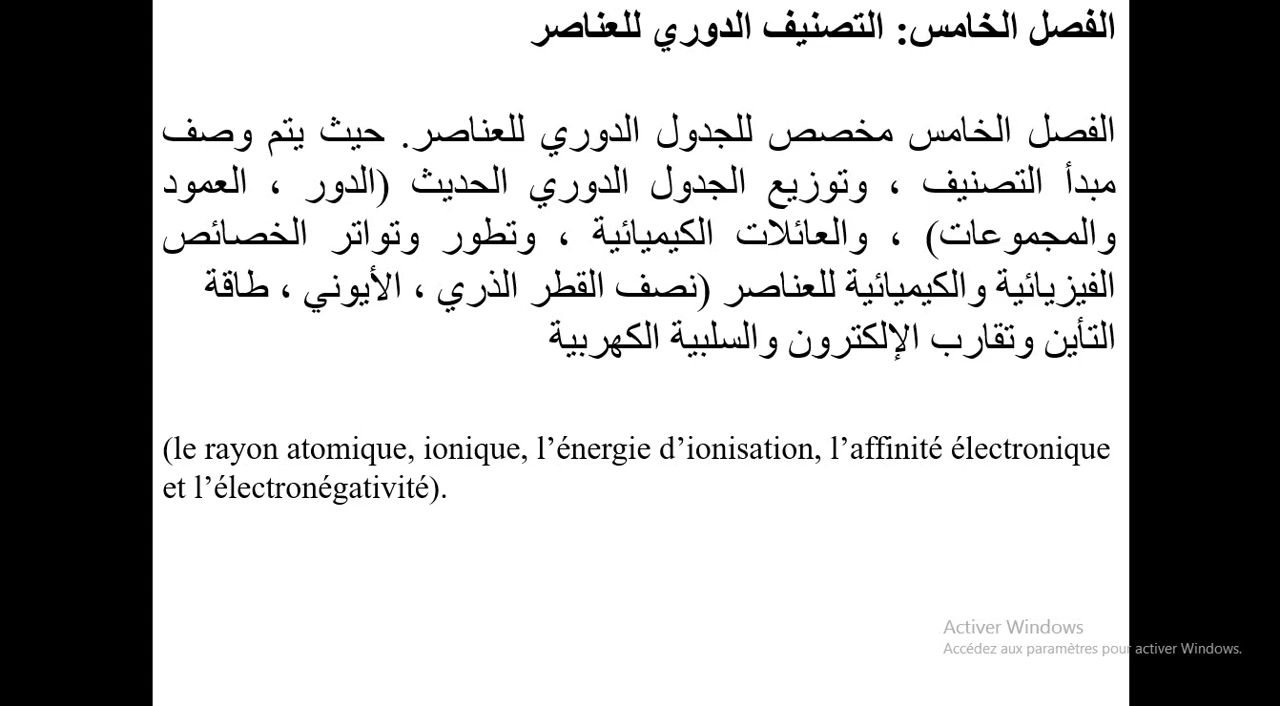 الفصل الخامس: التصنيف الدوري للعناصر
الفصل الخامس مخصص للجدول الدوري للعناصر. حيث يتم وصف
مبدأ التصنيف ، وتوزيع الجدول الدوري الحديث (الدور ، العمود
والمجموعات) ، والعائلات الكيميائية ، وتطور وتواتر الخصائص
الفيزيائية والكيميائية للعناصر (نصف القطر الذري ، الأيوني ، طاقة
التأين وتقارب الإلكترون والسلبية الكهربية
(le rayon atomique, ionique, l’énergie d’ionisation, l’affinité électronique
et l’électronégativité).
Activer Windows
Accédez aux paramètres pour activer Windows.